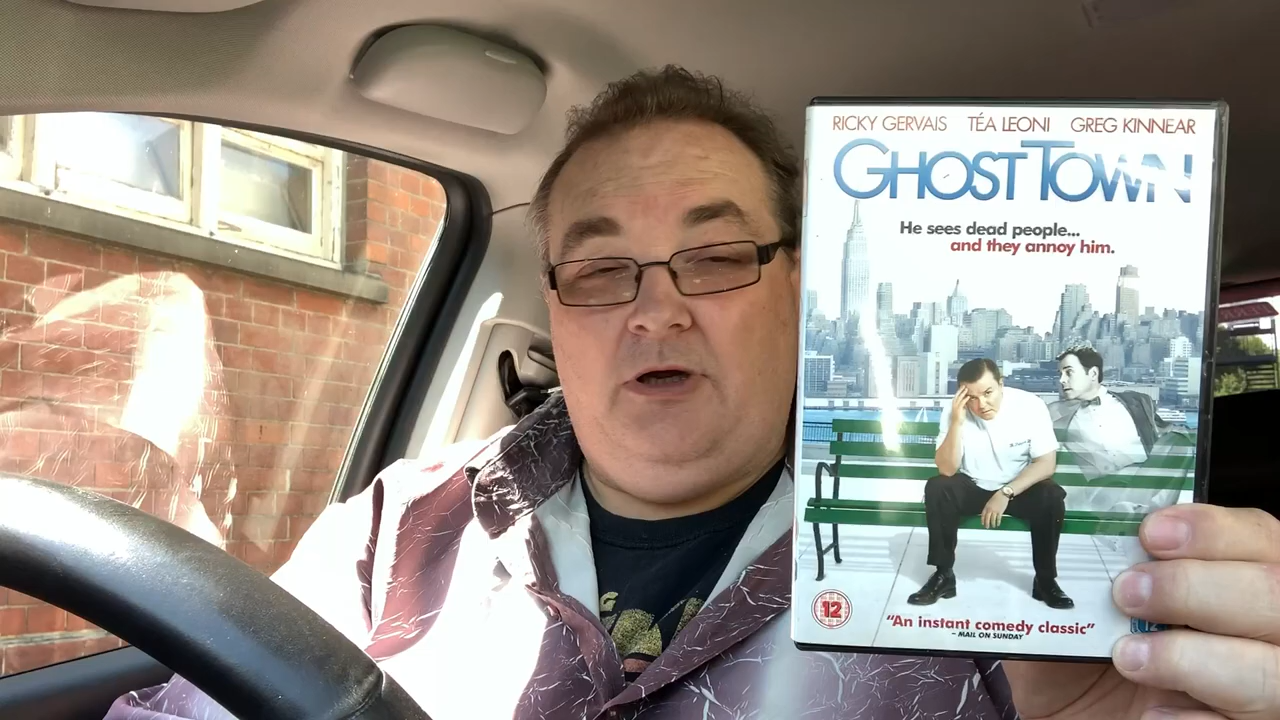 RICKY GERVAIS TÉA LEONI GREG KINNEAR
GHOST TOWN
He sees dead people...
and they annoy him.
12
"An instant comedy classic"
– MAIL ON SUNDAY
12